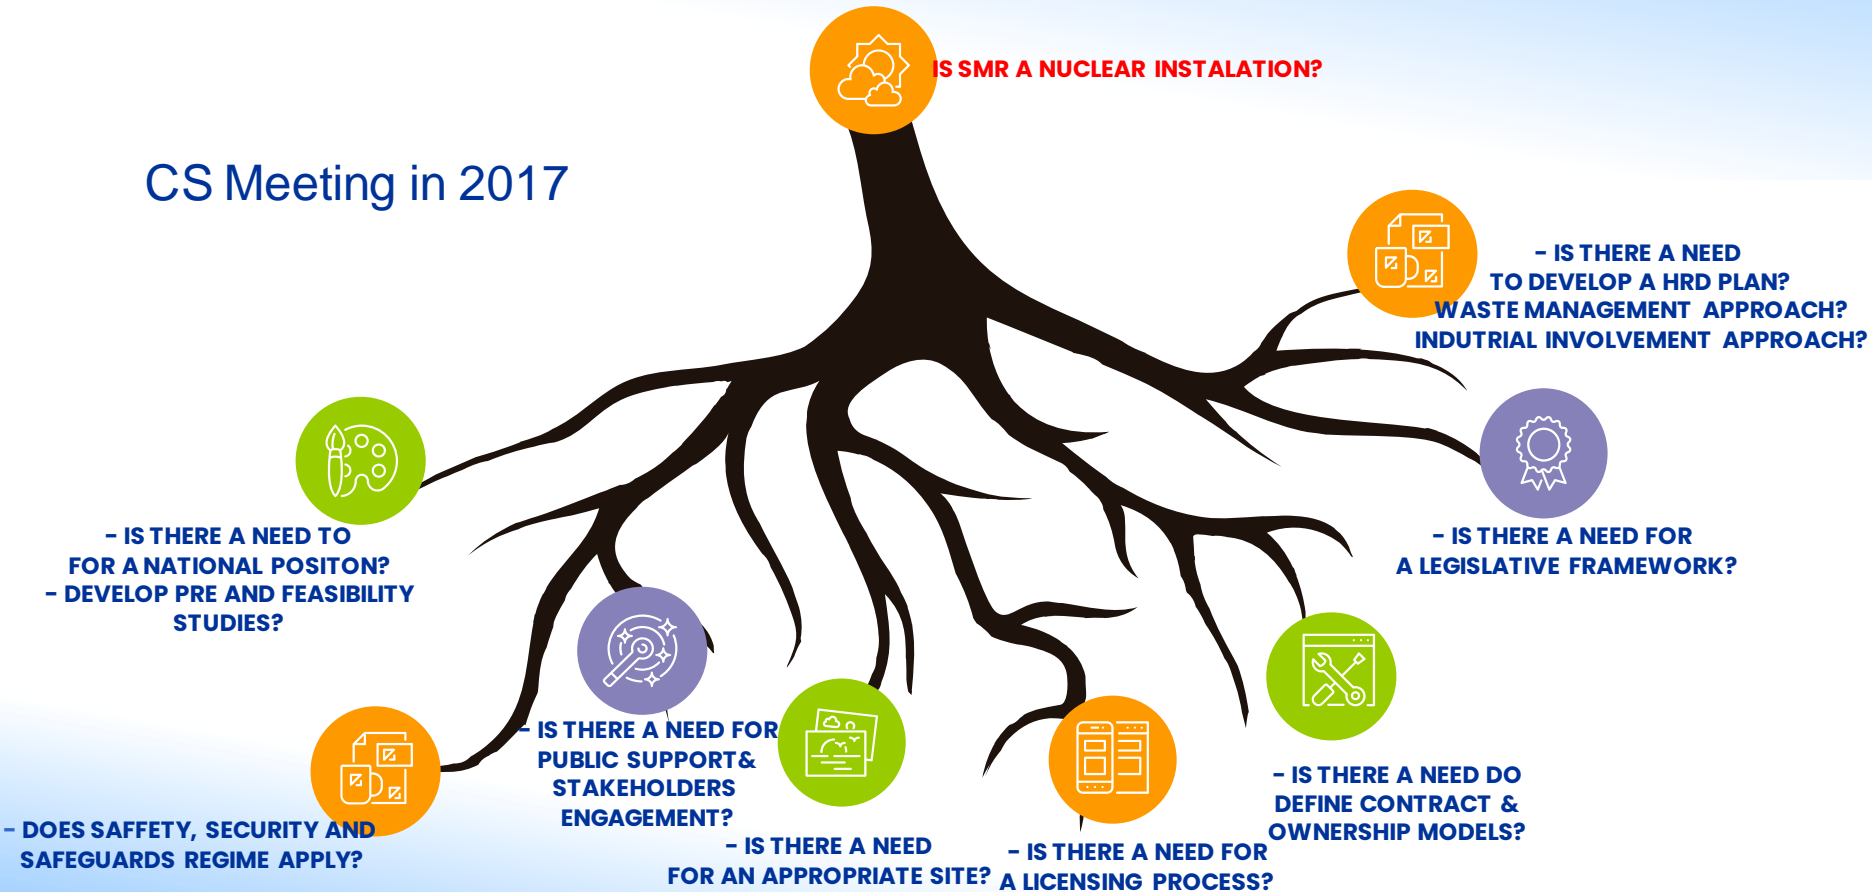 IS SMR A NUCLEAR INSTALATION?
CS Meeting in 2017
- IS THERE A NEED
TO DEVELOP A HRD PLAN?
WASTE MANAGEMENT APPROACH?
INDUTRIAL INVOLVEMENT APPROACH?
- IS THERE A NEED TO
FOR A NATIONAL POSITON?
- DEVELOP PRE AND FEASIBILITY
STUDIES?
- IS THERE A NEED FOR
A LEGISLATIVE FRAMEWORK?
- DOES SAFFETY, SECURITY AND
SAFEGUARDS REGIME APPLY?
- IS THERE A NEED FOR
PUBLIC SUPPORT&
STAKEHOLDERS
ENGAGEMENT?
- IS THERE A NEED
FOR AN APPROPRIATE SITE?
- IS THERE A NEED FOR
A LICENSING PROCESS?
- IS THERE A NEED DO
DEFINE CONTRACT &
OWNERSHIP MODELS?